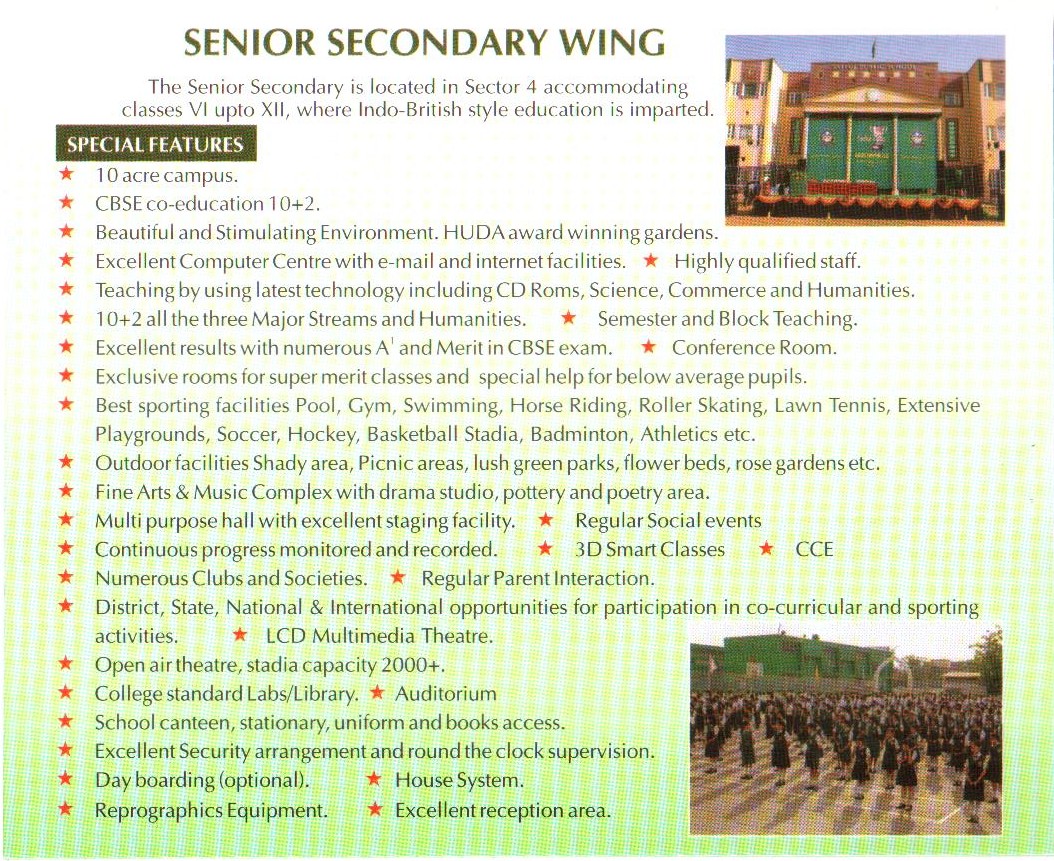 SENIOR SECONDARY WING
The Senior Secondary is located in Sector 4 accommodating
classes VI upto XII, where Indo-British style education is imparted.
SPECIAL FEATURES
★ 10 acre campus.
★ CBSE co-education 10+2.
★ Beautiful and Stimulating Environment. HUDA award winning gardens.
★ Excellent Computer Centre with e-mail and internet facilities. ★ Highly qualified staff.
★ Teaching by using latest technology including CD Roms, Science, Commerce and Humanities.
★ 10+2 all the three Major Streams and Humanities. ★ Semester and Block Teaching.
★ Excellent results with numerous A¹ and Merit in CBSE exam. ★ Conference Room.
★ Exclusive rooms for super merit classes and special help for below average pupils.
★ Best sporting facilities Pool, Gym, Swimming, Horse Riding, Roller Skating, Lawn Tennis, Extensive
Playgrounds, Soccer, Hockey, Basketball Stadia, Badminton, Athletics etc.
★ Outdoor facilities Shady area, Picnic areas, lush green parks, flower beds, rose gardens etc.
★ Fine Arts & Music Complex with drama studio, pottery and poetry area.
★ Multi purpose hall with excellent staging facility. ★ Regular Social events
★ Continuous progress monitored and recorded. ★ 3D Smart Classes ★ CCE
★ Numerous Clubs and Societies. ★ Regular Parent Interaction.
★ District, State, National & International opportunities for participation in co-curricular and sporting
activities. ★ LCD Multimedia Theatre.
★ Open air theatre, stadia capacity 2000+.
★ College standard Labs/Library. ★ Auditorium
★ School canteen, stationary, uniform and books access.
★ Excellent Security arrangement and round the clock supervision.
★ Day boarding (optional). ★ House System.
★ Reprographics Equipment. ★ Excellent reception area.